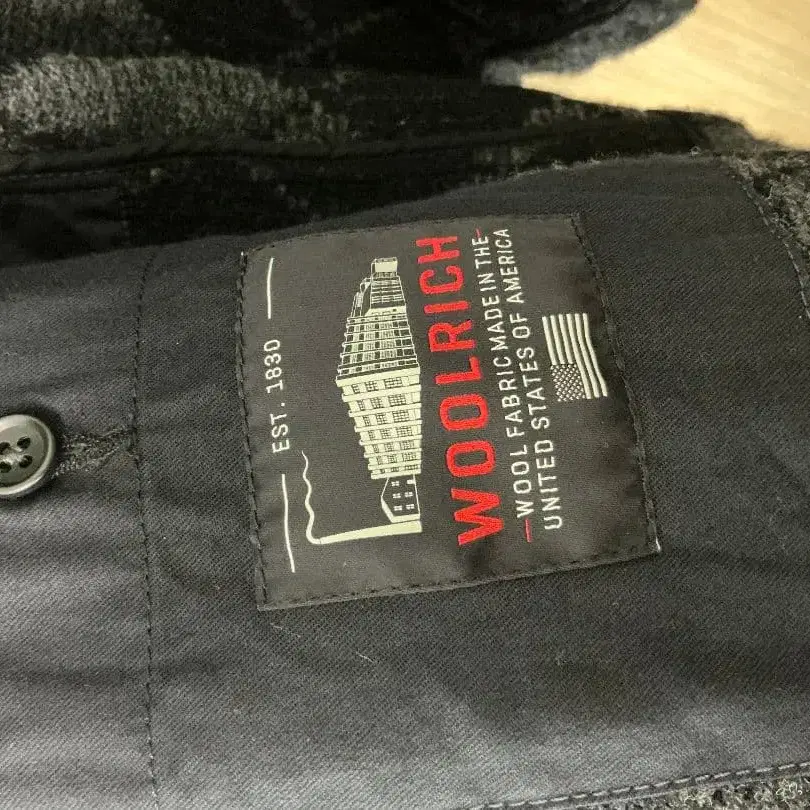 EST. 1830
WOOLRICH
WOOL FABRIC MADE IN THE
UNITED STATES OF AMERICA